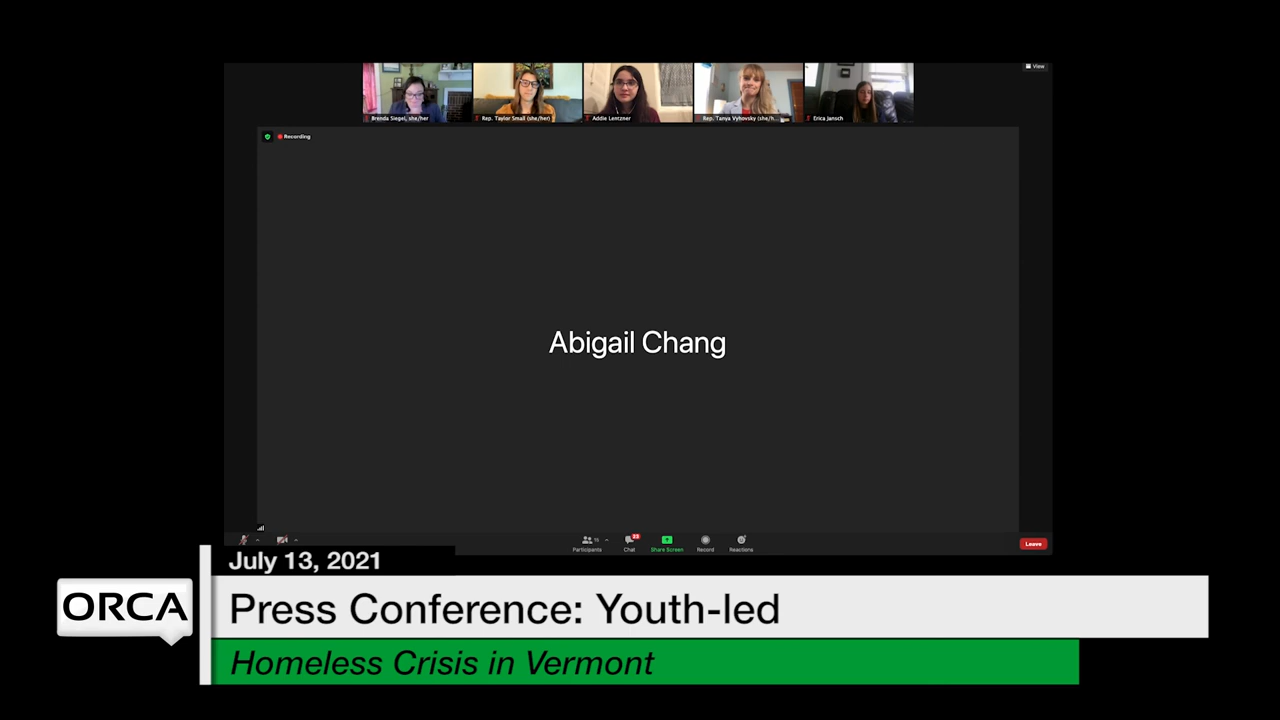 View
Brenda Siegel, she/her
Rep. Taylor Small (she/her)
Addie Lentzner
Rep. Tanya Vyhovsky (she/h...
Erica Jansch
Recording
Abigail Chang
15
23
Participants
Chat
Share Screen
Record
Reactions
Leave
July 13, 2021
ORCA
Press Conference: Youth-led
Homeless Crisis in Vermont